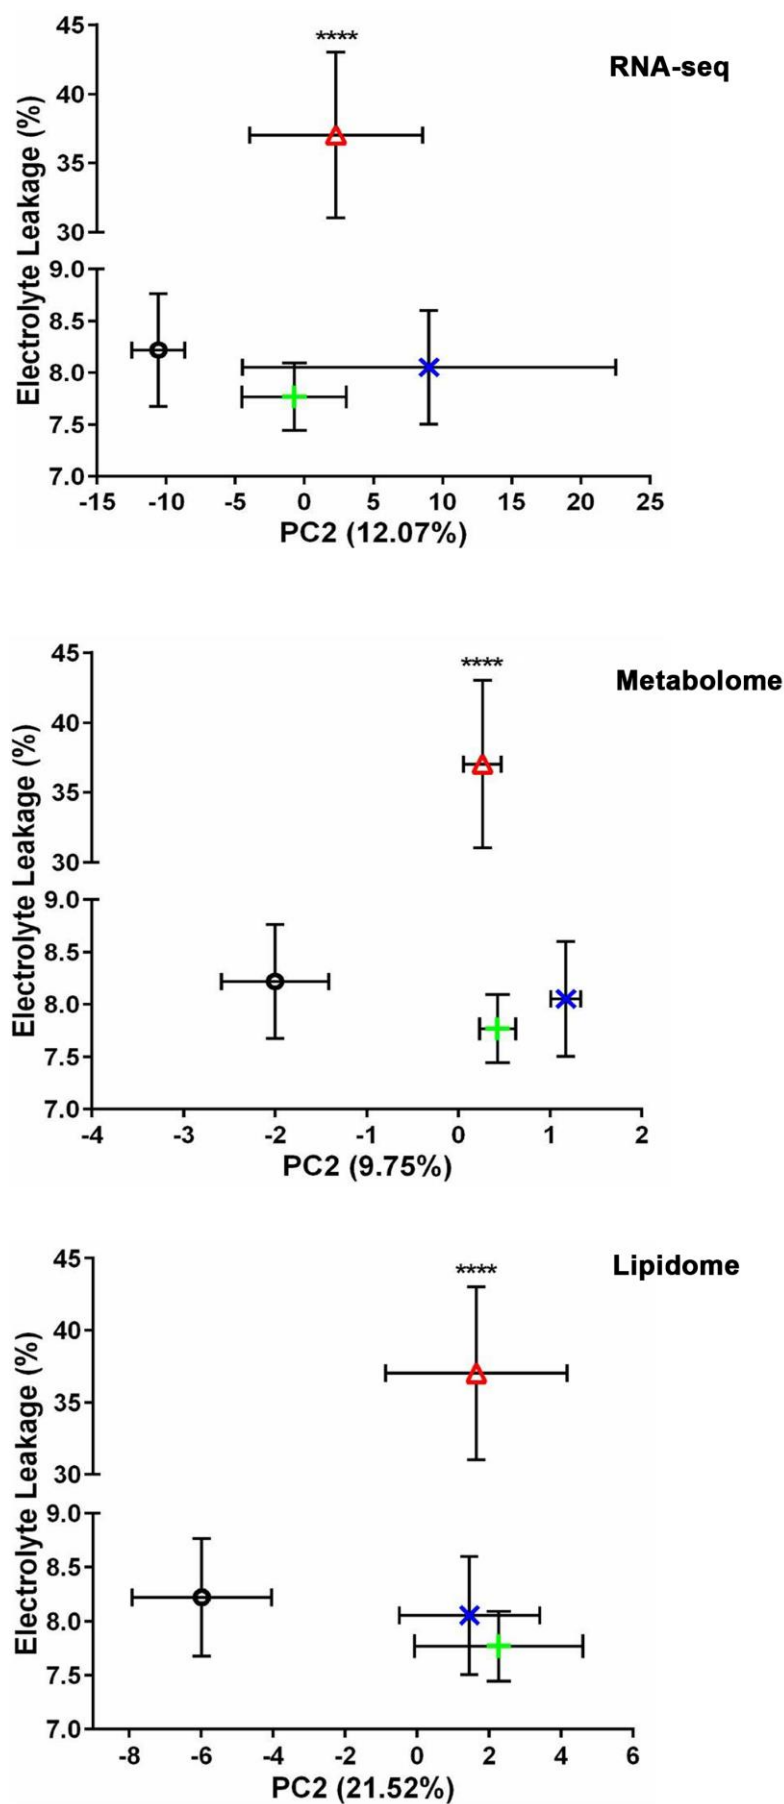 45
****
RNA-seq
40
35
30
Electrolyte Leakage (%)
9.0
8.5
8.0
7.5
7.0
-15 -10 -5 0 5 10 15 20 25
PC2 (12.07%)
45
****
Metabolome
40
35
30
Electrolyte Leakage (%)
9.0
8.5
8.0
7.5
7.0
-4 -3 -2 -1 0 1 2
PC2 (9.75%)
45
****
Lipidome
40
35
30
Electrolyte Leakage (%)
9.0
8.5
8.0
7.5
7.0
-8 -6 -4 -2 0 2 4 6
PC2 (21.52%)